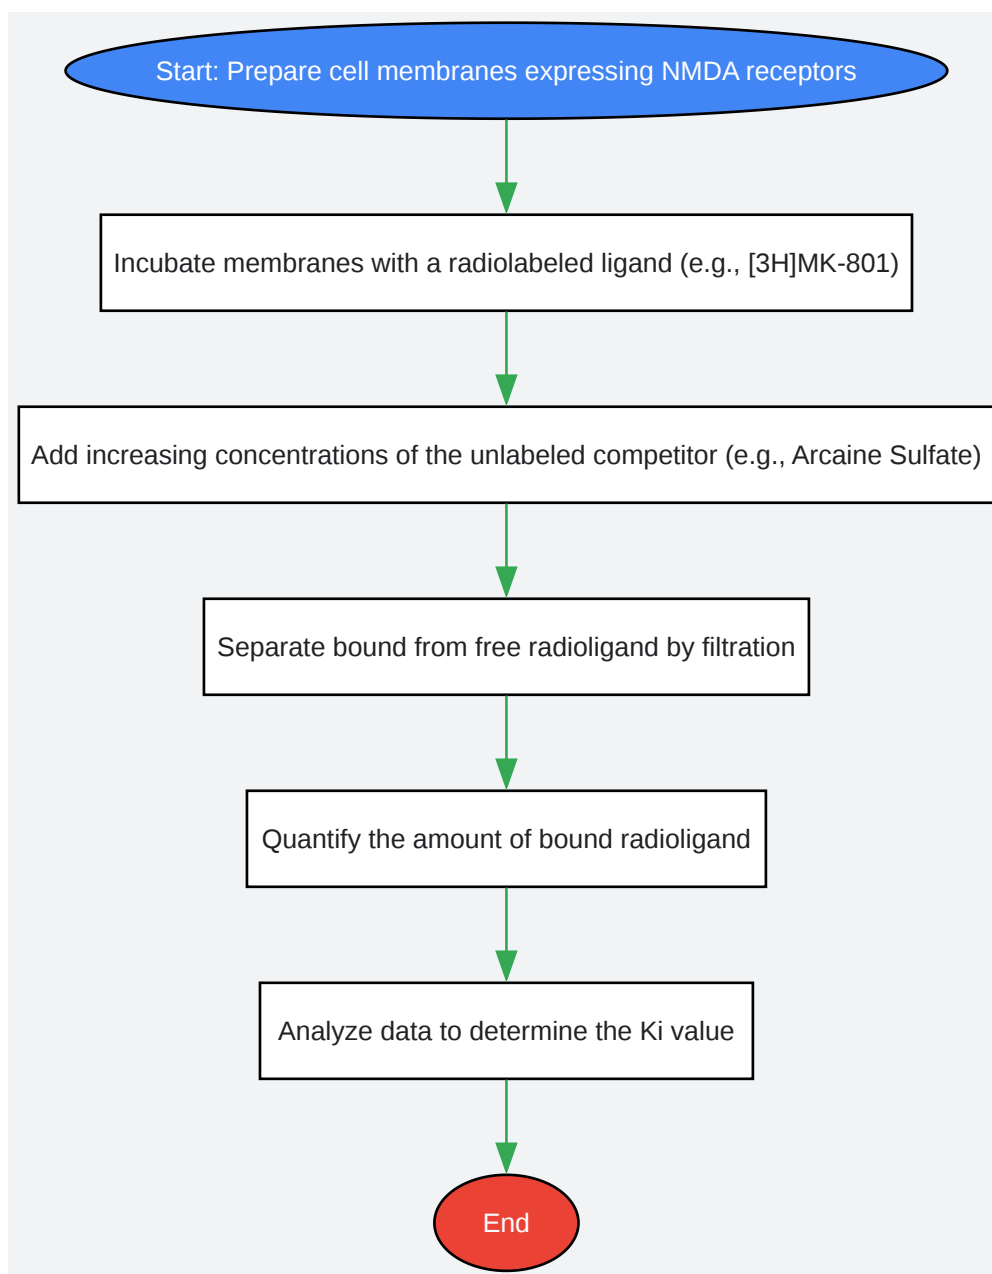 Start: Prepare cell membranes expressing NMDA receptors
Incubate membranes with a radiolabeled ligand (e.g., [3H]MK-801)
Add increasing concentrations of the unlabeled competitor (e.g., Arcaine Sulfate)
Separate bound from free radioligand by filtration
Quantify the amount of bound radioligand
Analyze data to determine the Ki value
End